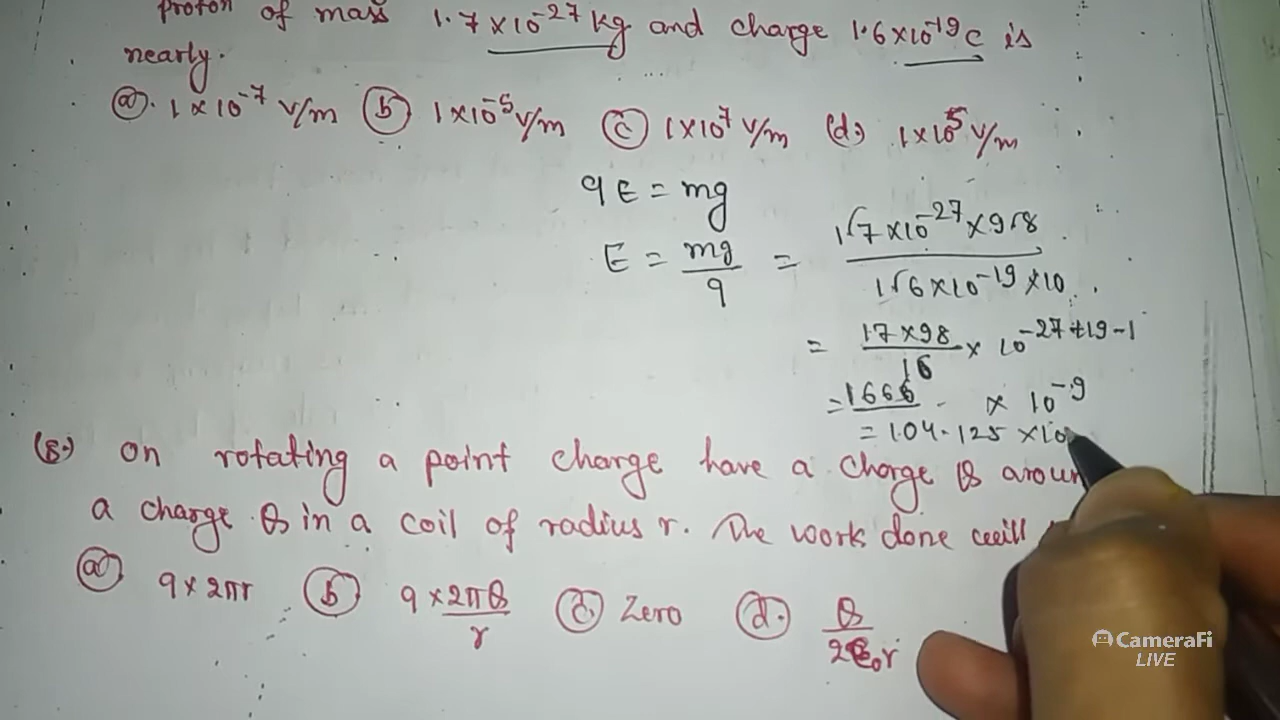 proton of mass 1.7×10⁻²⁷ kg and charge 1.6×10⁻¹⁹ C is
nearly.
(a). 1×10⁻⁷ V/m (b) 1×10⁻⁵ V/m (c) 1×10⁷ V/m (d.) 1×10⁵ V/m
qE = mg
E = mg/q = 1.7×10⁻²⁷×9.8 / 1.6×10⁻¹⁹×10
= 17×98/16 × 10⁻²⁷⁺¹⁹⁻¹
= 1666 × 10⁻⁹
= 104.125 ×10
(8.) On rotating a point charge have a charge Q
a charge Q in a coil of radius r. The work done will
(a) q×2πr (b) q×2πQ/r (c). Zero (d.) Q/2ε₀r
CameraFi
LIVE